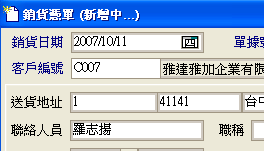 銷貨憑單 (新增中...)
銷貨日期 2007/10/11 四 單據
客戶編號 C007 雅達雅加企業有限
送貨地址 1 41141 台中
聯絡人員 羅志揚 職稱